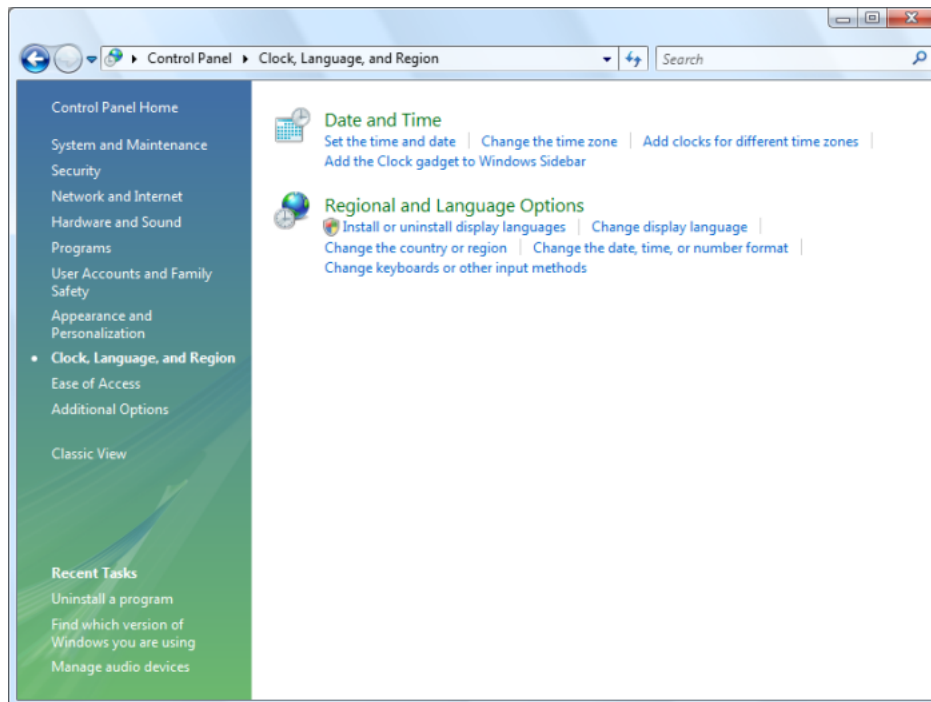 Control Panel Clock, Language, and Region Search
Control Panel Home
System and Maintenance
Security
Network and Internet
Hardware and Sound
Programs
User Accounts and Family
Safety
Appearance and
Personalization
Clock, Language, and Region
Ease of Access
Additional Options
Classic View
Recent Tasks
Uninstall a program
Find which version of
Windows you are using
Manage audio devices
Date and Time
Set the time and date Change the time zone Add clocks for different time zones
Add the Clock gadget to Windows Sidebar
Regional and Language Options
Install or uninstall display languages Change display language
Change the country or region Change the date, time, or number format
Change keyboards or other input methods